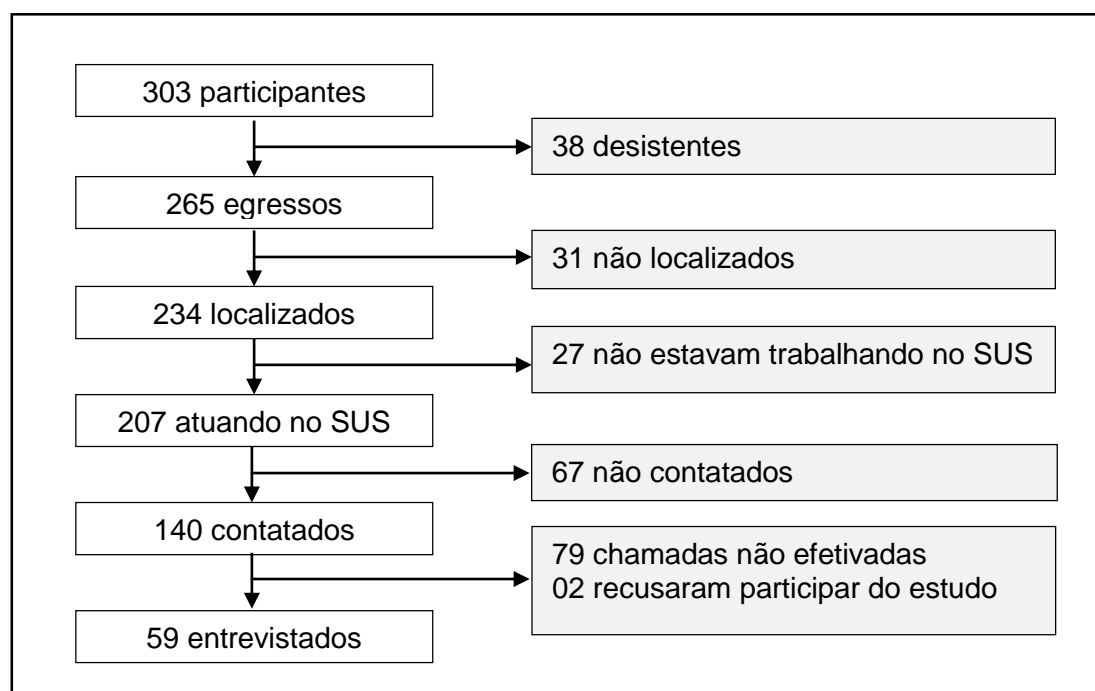 303 participantes
38 desistentes
265 egressos
31 não localizados
234 localizados
27 não estavam trabalhando no SUS
207 atuando no SUS
67 não contatados
140 contatados
79 chamadas não efetivadas
02 recusaram participar do estudo
59 entrevistados